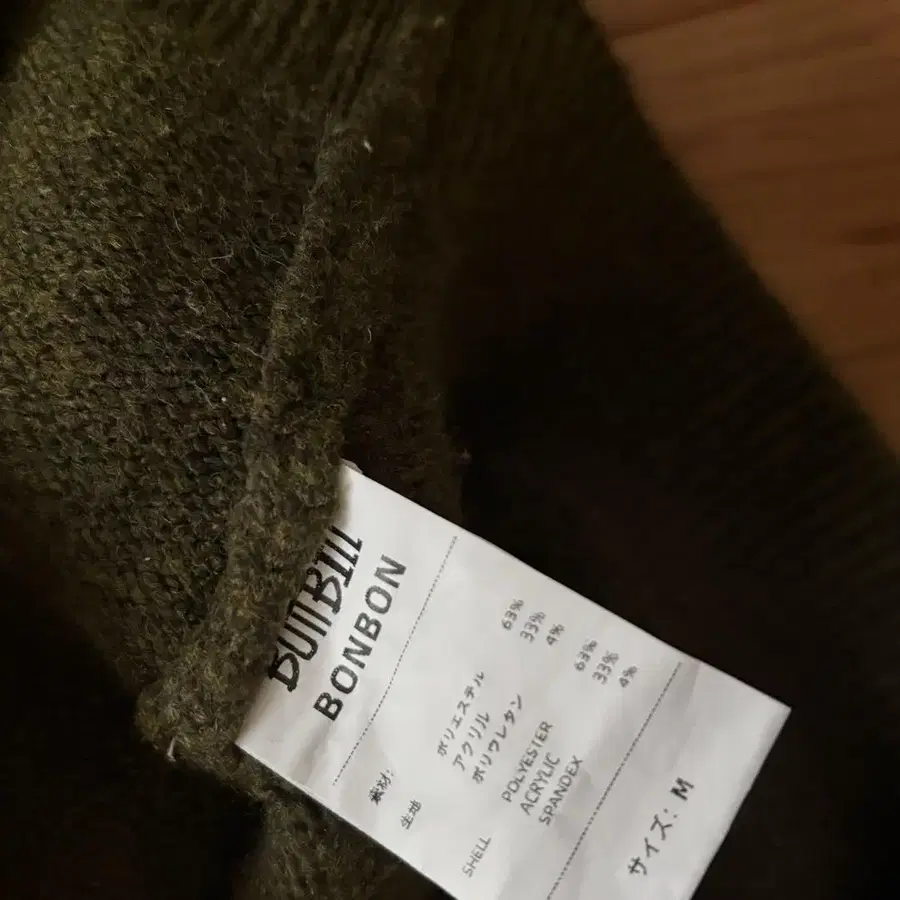 BONBON
素材:
生地
ポリエステル 63%
アクリル 33%
ポリウレタン 4%
SHELL
POLYESTER 63%
ACRYLIC 33%
SPANDEX 4%
サイズ: M